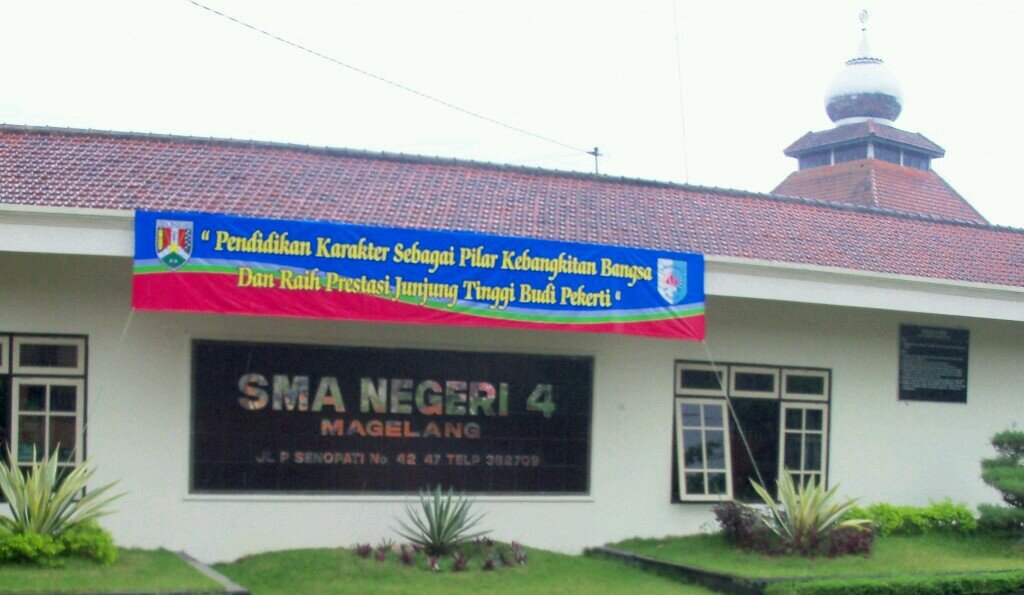 “ Pendidikan Karakter Sebagai Pilar Kebangkitan Bangsa
Dan Raih Prestasi Junjung Tinggi Budi Pekerti “
SMA NEGERI 4
MAGELANG
JL P SENOPATI No 42 47 TELP 362709